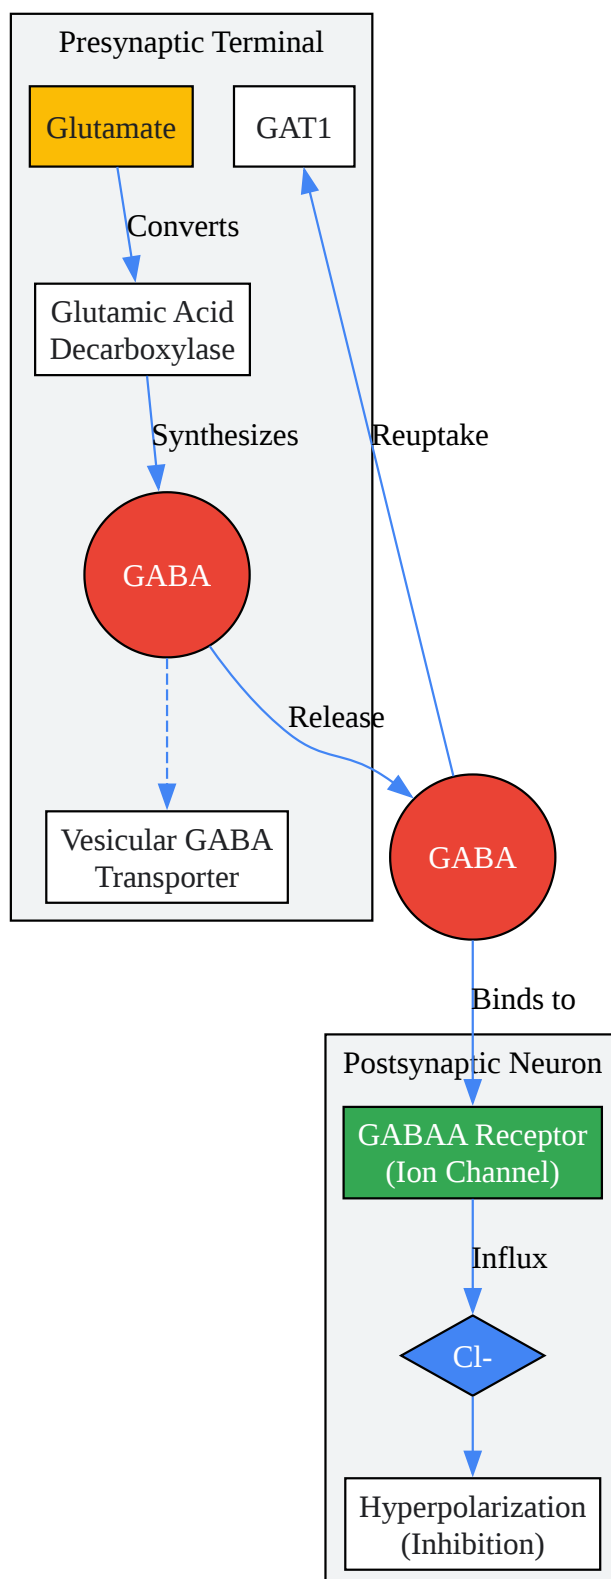 Presynaptic Terminal
Glutamate
GAT1
Converts
Glutamic Acid
Decarboxylase
Synthesizes
Reuptake
GABA
Release
Vesicular GABA
Transporter
GABA
Binds to
Postsynaptic Neuron
GABAA Receptor
(Ion Channel)
Influx
Cl-
Hyperpolarization
(Inhibition)